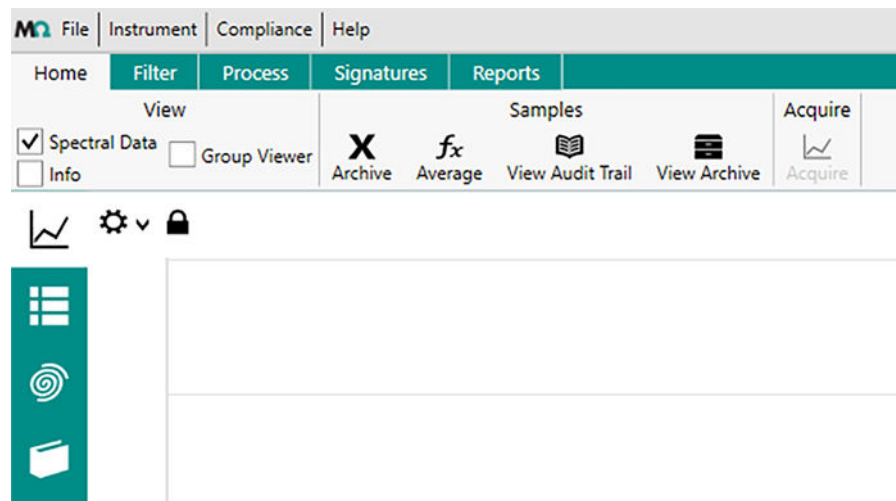 MΩ File Instrument Compliance Help
Home Filter Process Signatures Reports
View Samples Acquire
Spectral Data
Info
Group Viewer
X
Archive
fx
Average
View Audit Trail
View Archive
Acquire